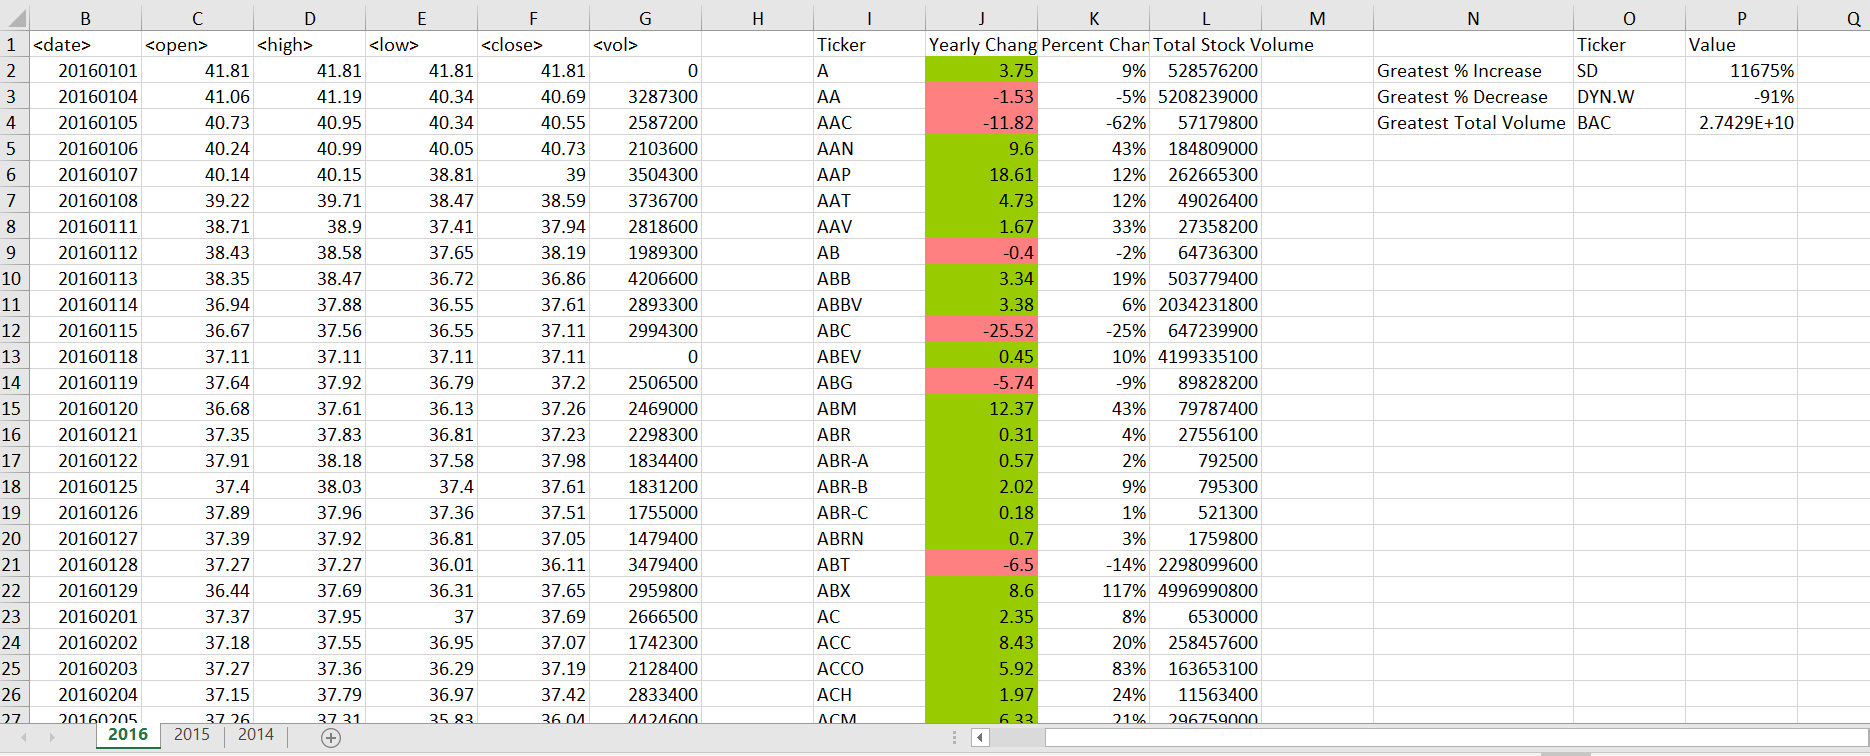 B C D E F G H I J K L M N O P Q
1 <date> <open> <high> <low> <close> <vol> Ticker Yearly Chang Percent Char Total Stock Volume Ticker Value
2 20160101 41.81 41.81 41.81 41.81 0 A 3.75 9% 528576200 Greatest % Increase SD 11675%
3 20160104 41.06 41.19 40.34 40.69 3287300 AA -1.53 -5% 5208239000 Greatest % Decrease DYN.W -91%
4 20160105 40.73 40.95 40.34 40.55 2587200 AAC -11.82 -62% 57179800 Greatest Total Volume BAC 2.7429E+10
5 20160106 40.24 40.99 40.05 40.73 2103600 AAN 9.6 43% 184809000
6 20160107 40.14 40.15 38.81 39 3504300 AAP 18.61 12% 262665300
7 20160108 39.22 39.71 38.47 38.59 3736700 AAT 4.73 12% 49026400
8 20160111 38.71 38.9 37.41 37.94 2818600 AAV 1.67 33% 27358200
9 20160112 38.43 38.58 37.65 38.19 1989300 AB -0.4 -2% 64736300
10 20160113 38.35 38.47 36.72 36.86 4206600 ABB 3.34 19% 503779400
11 20160114 36.94 37.88 36.55 37.61 2893300 ABBV 3.38 6% 2034231800
12 20160115 36.67 37.56 36.55 37.11 2994300 ABC -25.52 -25% 647239900
13 20160118 37.11 37.11 37.11 37.11 0 ABEV 0.45 10% 4199335100
14 20160119 37.64 37.92 36.79 37.2 2506500 ABG -5.74 -9% 89828200
15 20160120 36.68 37.61 36.13 37.26 2469000 ABM 12.37 43% 79787400
16 20160121 37.35 37.83 36.81 37.23 2298300 ABR 0.31 4% 27556100
17 20160122 37.91 38.18 37.58 37.98 1834400 ABR-A 0.57 2% 792500
18 20160125 37.4 38.03 37.4 37.61 1831200 ABR-B 2.02 9% 795300
19 20160126 37.89 37.96 37.36 37.51 1755000 ABR-C 0.18 1% 521300
20 20160127 37.39 37.92 36.81 37.05 1479400 ABRN 0.7 3% 1759800
21 20160128 37.27 37.27 36.01 36.11 3479400 ABT -6.5 -14% 2298099600
22 20160129 36.44 37.69 36.31 37.65 2959800 ABX 8.6 117% 4996990800
23 20160201 37.37 37.95 37 37.69 2666500 AC 2.35 8% 6530000
24 20160202 37.18 37.55 36.95 37.07 1742300 ACC 8.43 20% 258457600
25 20160203 37.27 37.36 36.29 37.19 2128400 ACCO 5.92 83% 163653100
26 20160204 37.15 37.79 36.97 37.42 2833400 ACH 1.97 24% 11563400
27 20160205 37.26 37.31 35.83 36.04 4424600 ACM 6.33 21% 296759000
2016 2015 2014